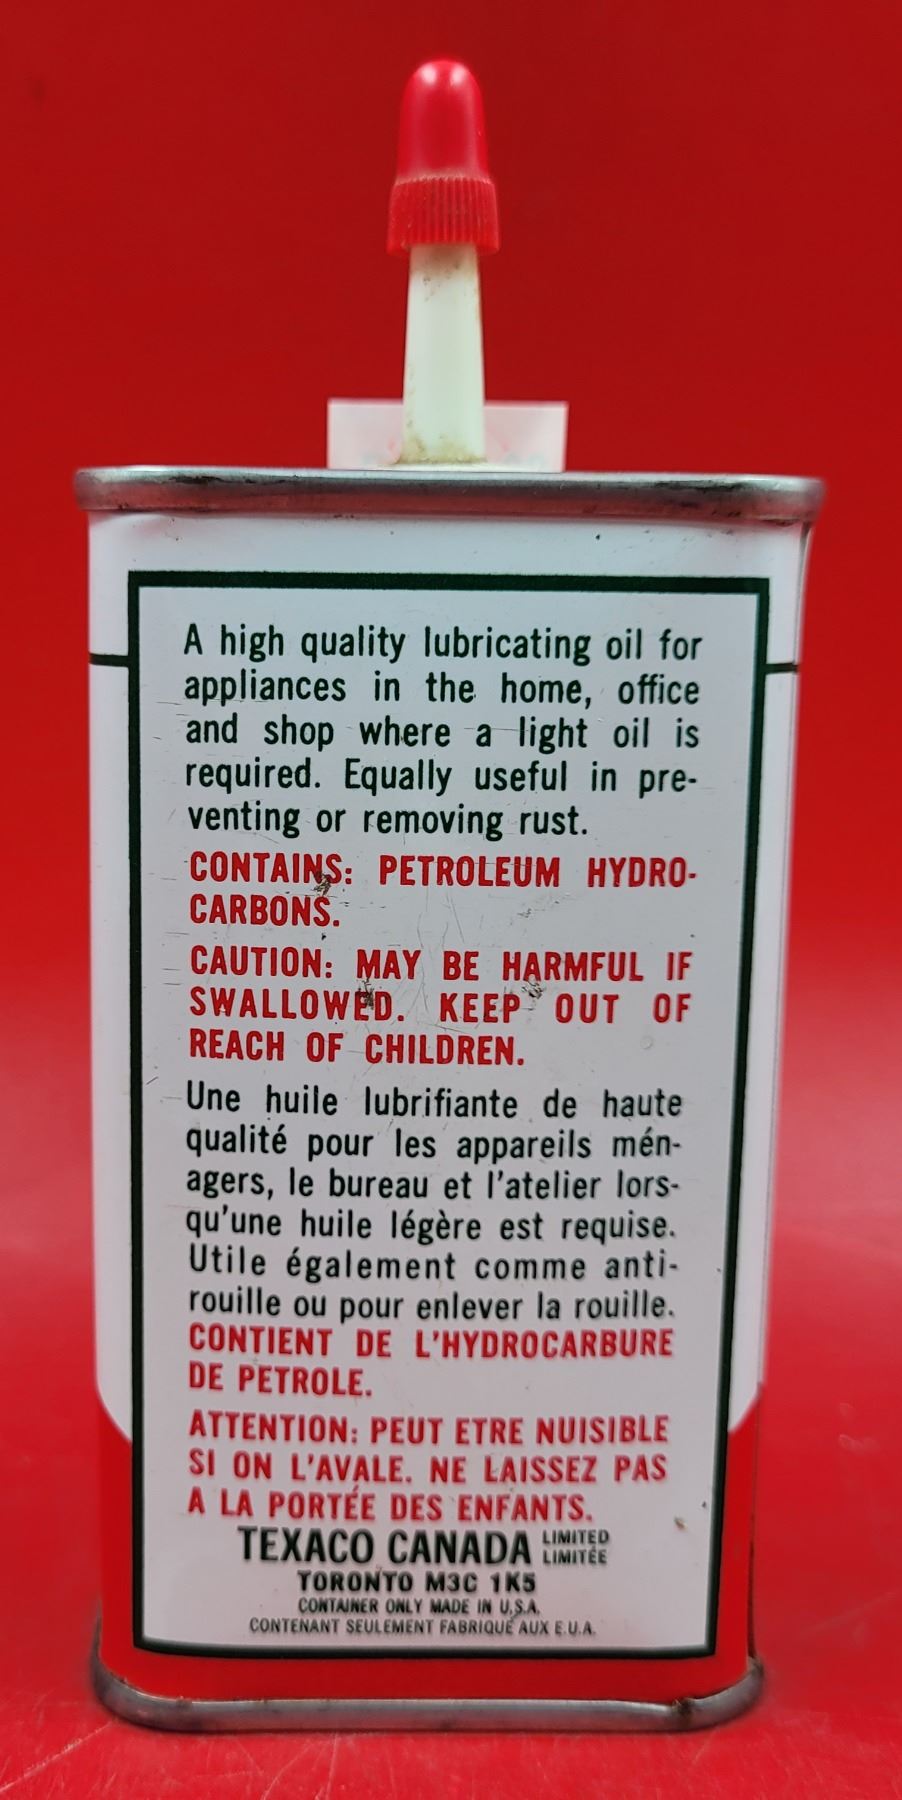 A high quality lubricating oil for
appliances in the home, office
and shop where a light oil is
required. Equally useful in pre-
venting or removing rust.
CONTAINS: PETROLEUM HYDRO-
CARBONS.
CAUTION: MAY BE HARMFUL IF
SWALLOWED. KEEP OUT OF
REACH OF CHILDREN.
Une huile lubrifiante de haute
qualité pour les appareils mén-
agers, le bureau et l'atelier lors-
qu'une huile légère est requise.
Utile également comme anti-
rouille ou pour enlever la rouille.
CONTIENT DE L'HYDROCARBURE
DE PETROLE.
ATTENTION: PEUT ETRE NUISIBLE
SI ON L'AVALE. NE LAISSEZ PAS
A LA PORTÉE DES ENFANTS.
TEXACO CANADA LIMITED
LIMITÉE
TORONTO M3C 1K5
CONTAINER ONLY MADE IN U.S.A.
CONTENANT SEULEMENT FABRIQUÉ AUX E.U.A.